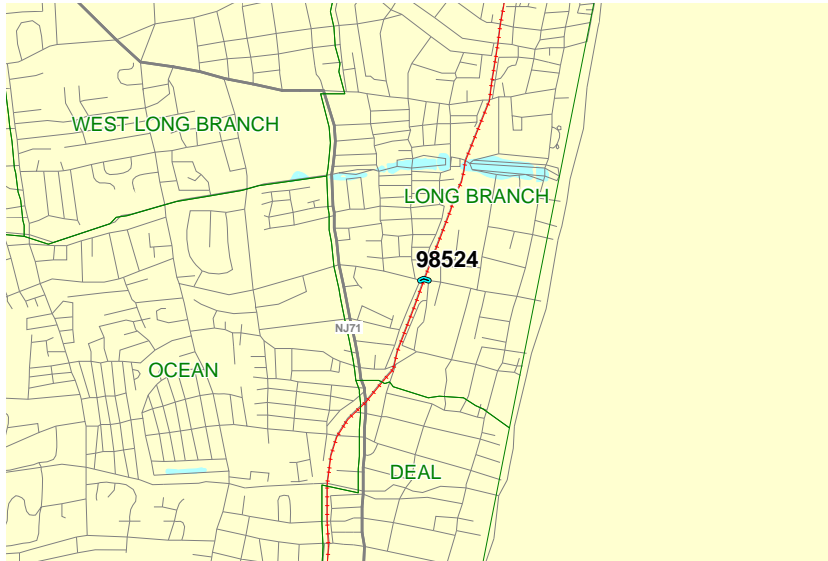 WEST LONG BRANCH
LONG BRANCH
98524
NJ71
OCEAN
DEAL